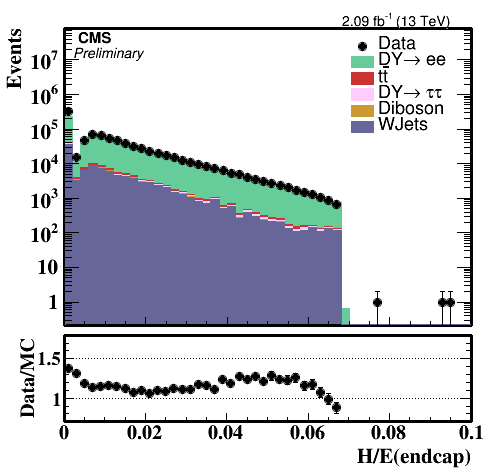 2.09 fb⁻¹ (13 TeV)
CMS
Preliminary
Events
10⁷
10⁶
10⁵
10⁴
10³
10²
10
1
Data
DY→ ee
tt̄
DY→ ττ
Diboson
WJets
Data/MC
1.5
1
0 0.02 0.04 0.06 0.08 0.1
H/E(endcap)